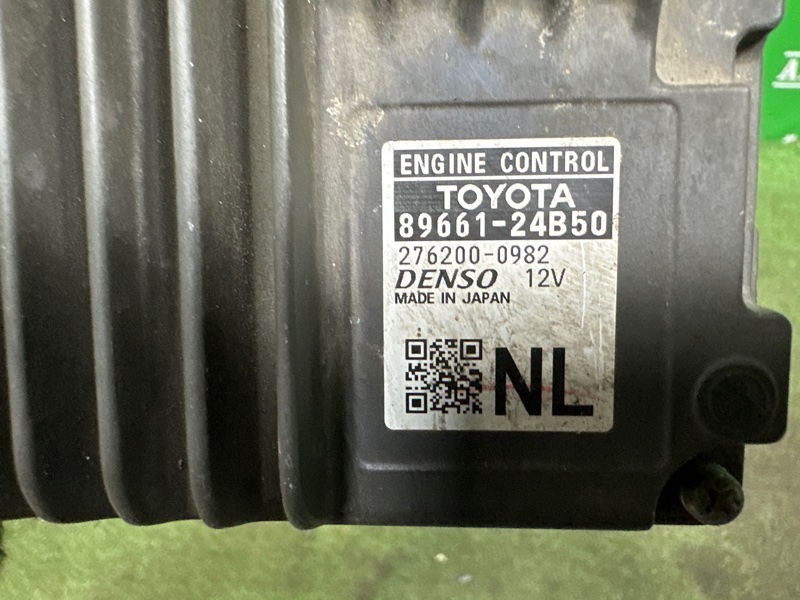 ENGINE CONTROL
TOYOTA
89661-24B50
276200-0982
DENSO 12V
MADE IN JAPAN
NL